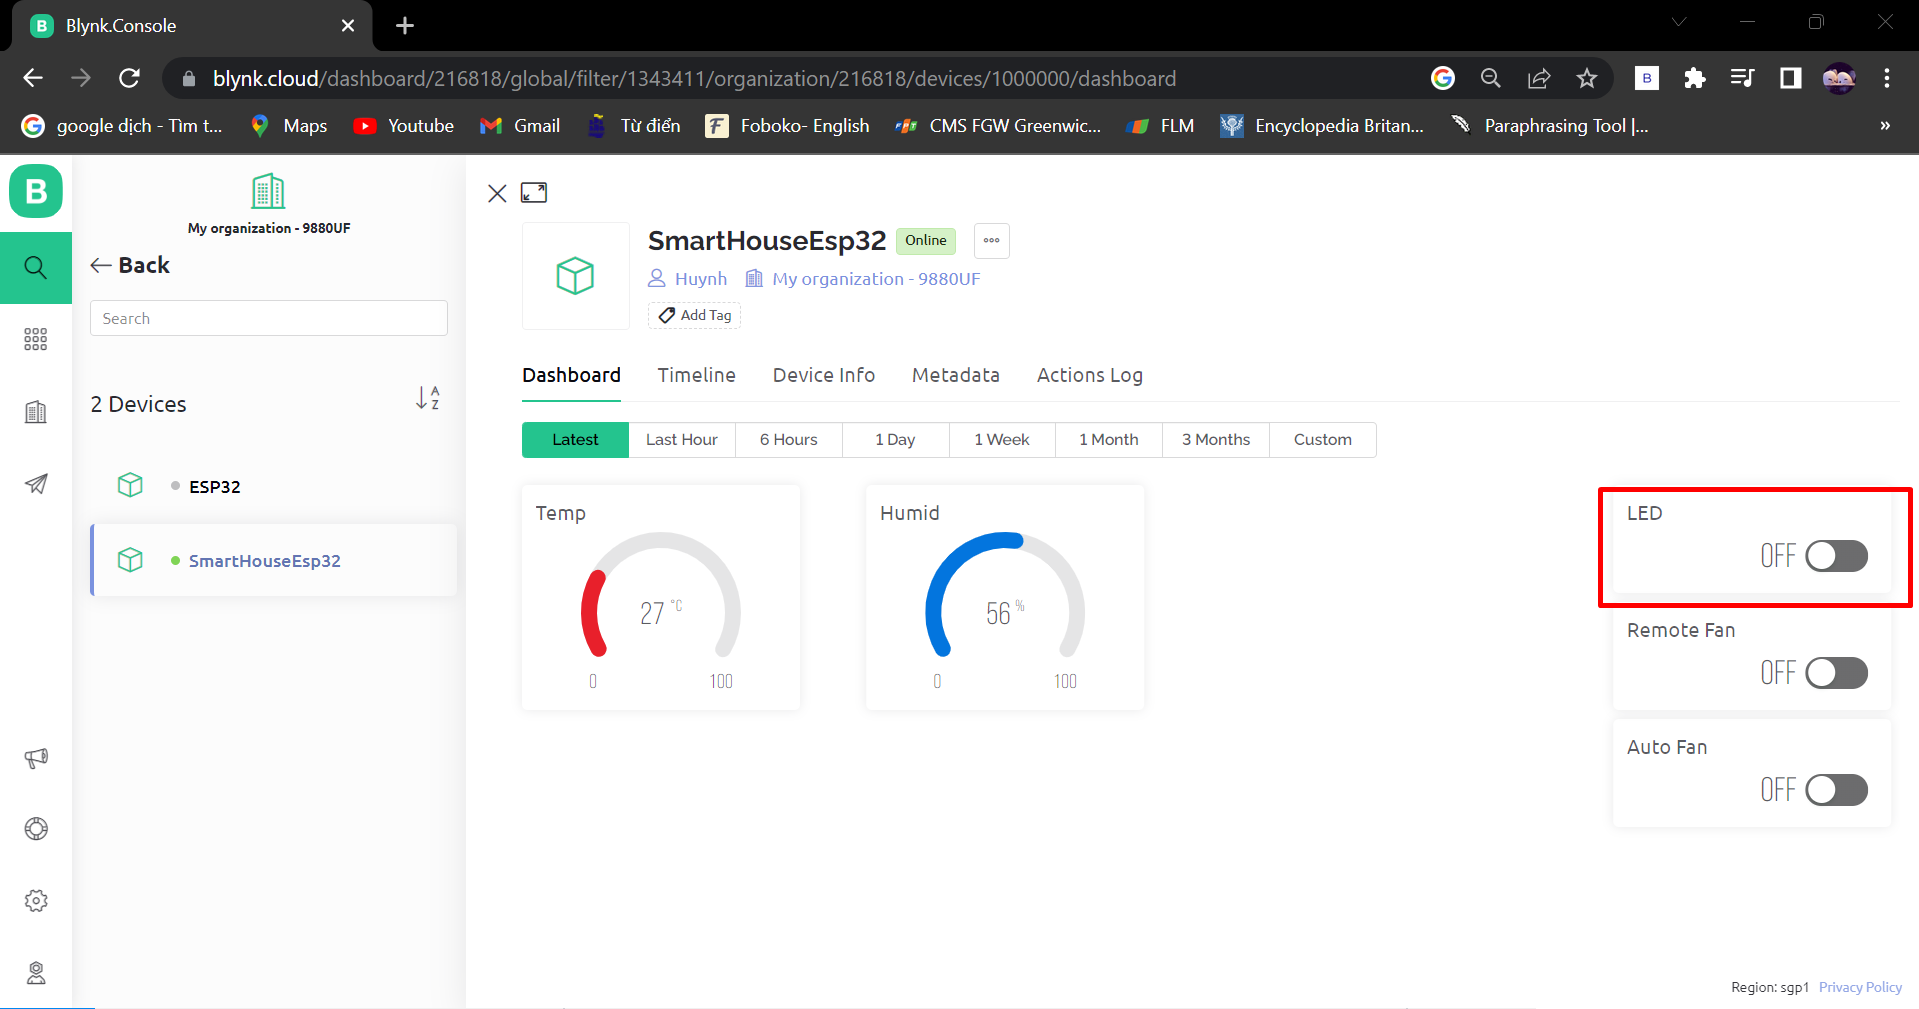 B Blynk.Console
blynk.cloud/dashboard/216818/global/filter/1343411/organization/216818/devices/1000000/dashboard
B
google dịch - Tìm t...
Maps
Youtube
Gmail
Từ điển
F Foboko- English
CMS FGW Greenwic...
FLM
Encyclopedia Britan...
Paraphrasing Tool |...
»
B
My organization - 9880UF
Back
Search
2 Devices
A
Z
ESP32
SmartHouseEsp32
SmartHouseEsp32 Online
Huynh My organization - 9880UF
Add Tag
Dashboard Timeline Device Info Metadata Actions Log
Latest Last Hour 6 Hours 1 Day 1 Week 1 Month 3 Months Custom
Temp
27 °C
0 100
Humid
56 %
0 100
LED
OFF
Remote Fan
OFF
Auto Fan
OFF
Region: sgp1 Privacy Policy